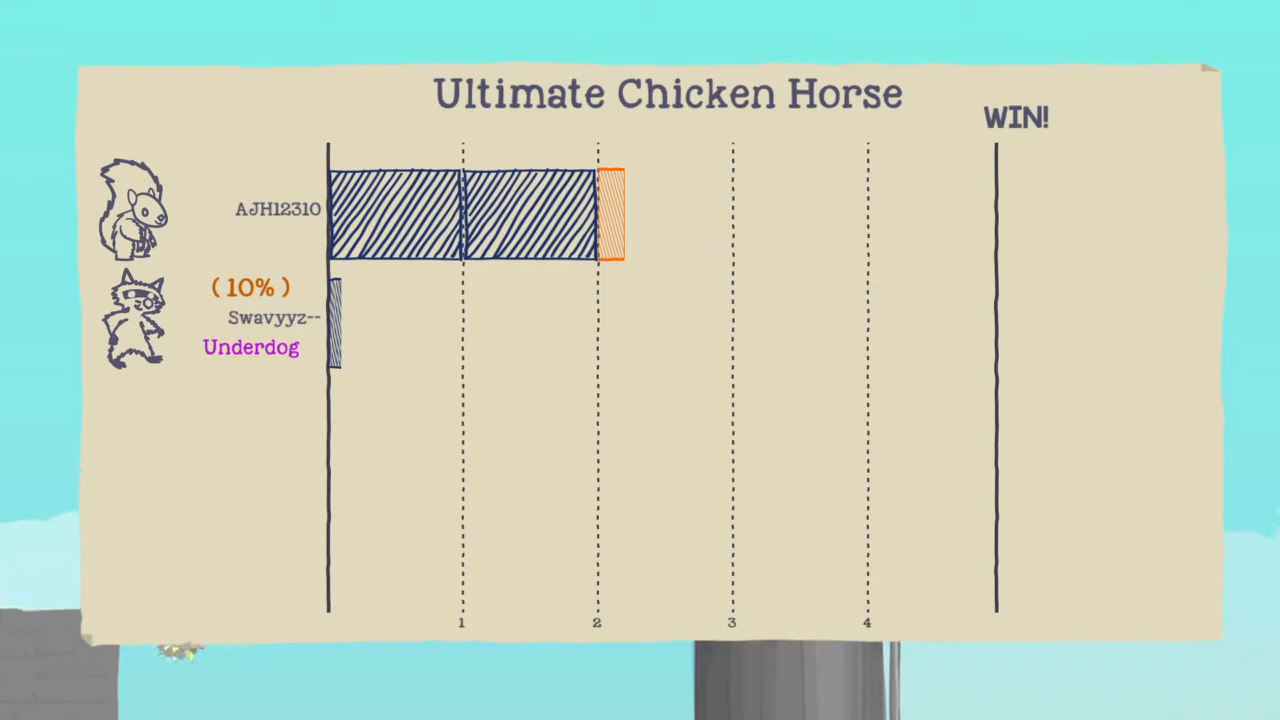 Ultimate Chicken Horse
WIN!
AJH12310
( 10% )
Swavyyz--
Underdog
1 2 3 4